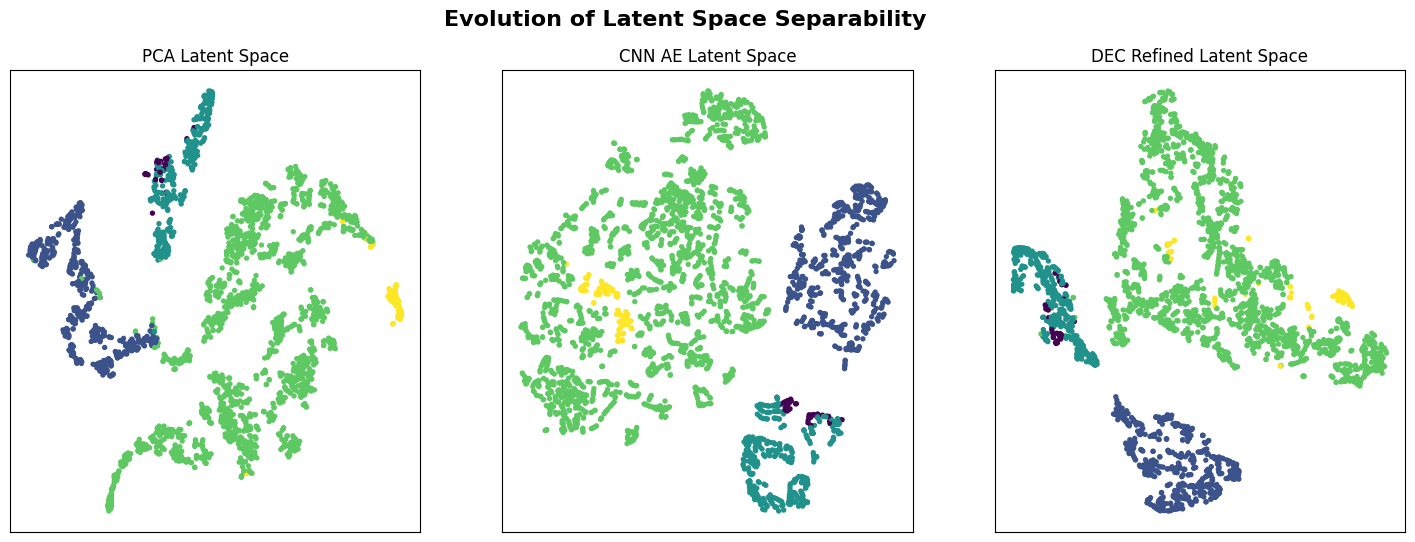 Evolution of Latent Space Separability
PCA Latent Space
CNN AE Latent Space
DEC Refined Latent Space